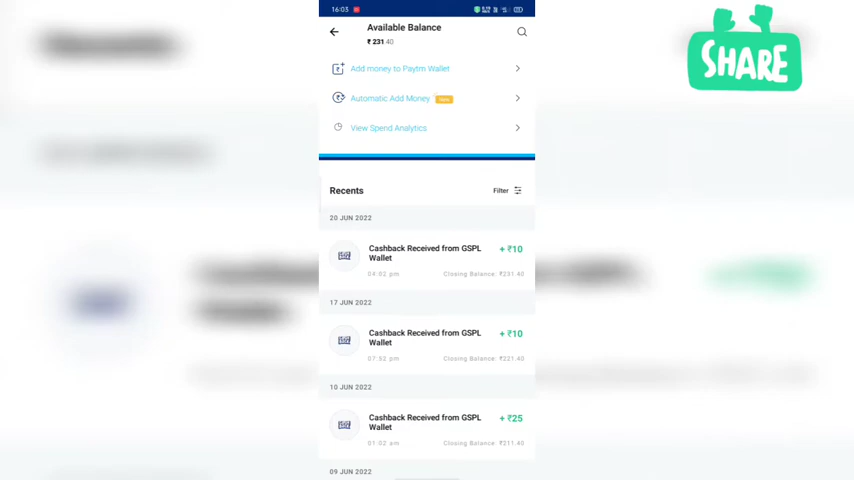 16:03
Available Balance
₹ 231.40
Add money to Paytm Wallet
Automatic Add Money
View Spend Analytics
Recents
Filter
20 JUN 2022
Cashback Received from GSPL
Wallet
+ ₹10
04:02 pm
Closing Balance: ₹231.40
17 JUN 2022
Cashback Received from GSPL
Wallet
+ ₹10
07:52 pm
Closing Balance: ₹221.40
10 JUN 2022
Cashback Received from GSPL
Wallet
+ ₹25
01:02 am
Closing Balance: ₹211.40
09 JUN 2022
SHARE